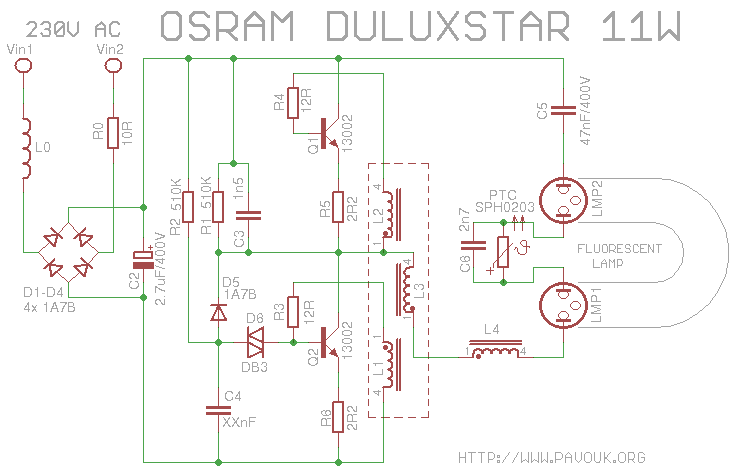 OSRAM DULUXSTAR 11W
230V AC
Vin1
Vin2
L0
R0
10R
D1-D4
4x 1A7B
C2
2.7uF/400V
+
R2 510K
R1 510K
1n5
C3
R4
12R
Q1
13002
R5
2R2
D5
1A7B
D6
DB3
R3
12R
Q2
13002
C4
XXnF
R6
2R2
4
L2
1
4
L3
1
4
L1
1
C5
47nF/400V
LMP2
PTC
SPH0203
2n7
C6
+
ϑ
FLUORESCENT
LAMP
LMP1
L4
1
4
HTTP://WWW.PAVOUK.ORG